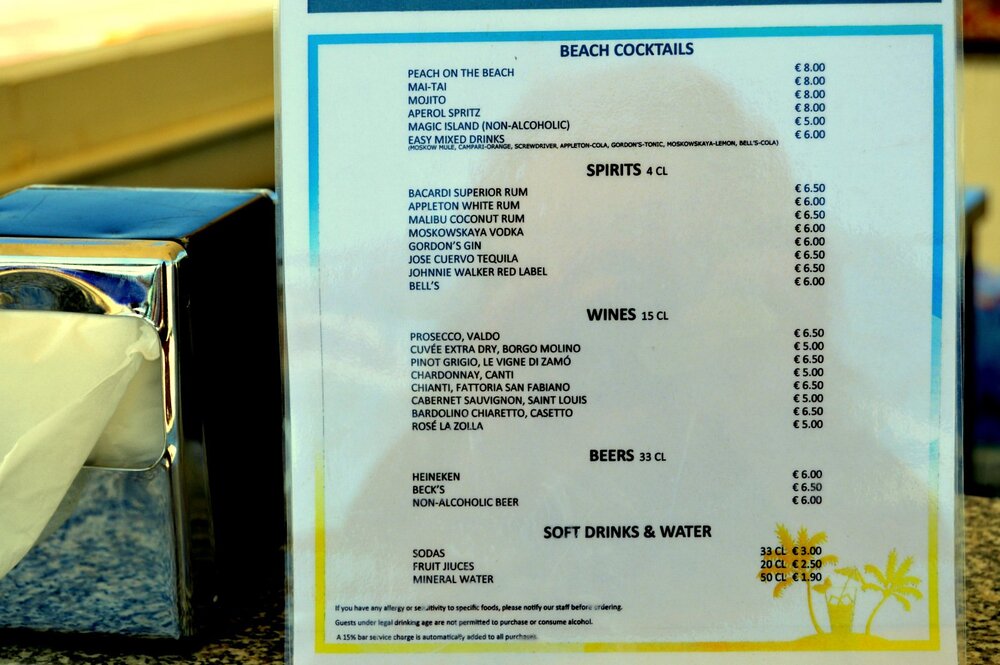 BEACH COCKTAILS
PEACH ON THE BEACH € 8.00
MAI-TAI € 8.00
MOJITO € 8.00
APEROL SPRITZ € 8.00
MAGIC ISLAND (NON-ALCOHOLIC) € 5.00
EASY MIXED DRINKS € 6.00
(MOSKOW MULE, CAMPARI-ORANGE, SCREWDRIVER, APPLETON-COLA, GORDON'S-TONIC, MOSKOWSKAYA-LEMON, BELL'S-COLA)
SPIRITS 4 CL
BACARDI SUPERIOR RUM € 6.50
APPLETON WHITE RUM € 6.00
MALIBU COCONUT RUM € 6.50
MOSKOWSKAYA VODKA € 6.00
GORDON'S GIN € 6.00
JOSE CUERVO TEQUILA € 6.50
JOHNNIE WALKER RED LABEL € 6.50
BELL'S € 6.00
WINES 15 CL
PROSECCO, VALDO € 6.50
CUVÉE EXTRA DRY, BORGO MOLINO € 5.00
PINOT GRIGIO, LE VIGNE DI ZAMÓ € 6.50
CHARDONNAY, CANTI € 5.00
CHIANTI, FATTORIA SAN FABIANO € 6.50
CABERNET SAUVIGNON, SAINT LOUIS € 5.00
BARDOLINO CHIARETTO, CASETTO € 6.50
ROSÉ LA ZOLLA € 5.00
BEERS 33 CL
HEINEKEN € 6.00
BECK'S € 6.50
NON-ALCOHOLIC BEER € 6.00
SOFT DRINKS & WATER
SODAS 33 CL € 3.00
FRUIT JIUCES 20 CL € 2.50
MINERAL WATER 50 CL € 1.90
If you have any allergy or sensitivity to specific foods, please notify our staff before ordering.
Guests under legal drinking age are not permitted to purchase or consume alcohol.
A 15% bar service charge is automatically added to all purchases.